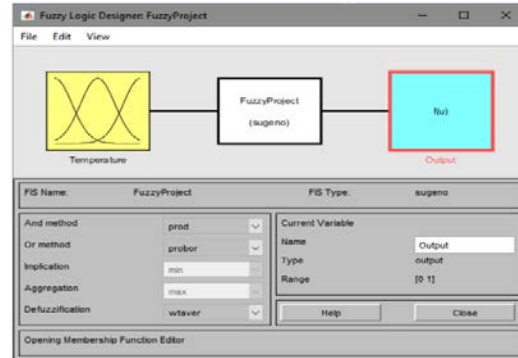 Fuzzy Logic Designer: FuzzyProject
File Edit View
FuzzyProject
(sugeno)
f(u)
Temperature
Output
FIS Name: FuzzyProject FIS Type: sugeno
And method prod
Or method probor
Implication min
Aggregation max
Defuzzification wtaver
Current Variable
Name Output
Type output
Range [0 1]
Help Close
Opening Membership Function Editor